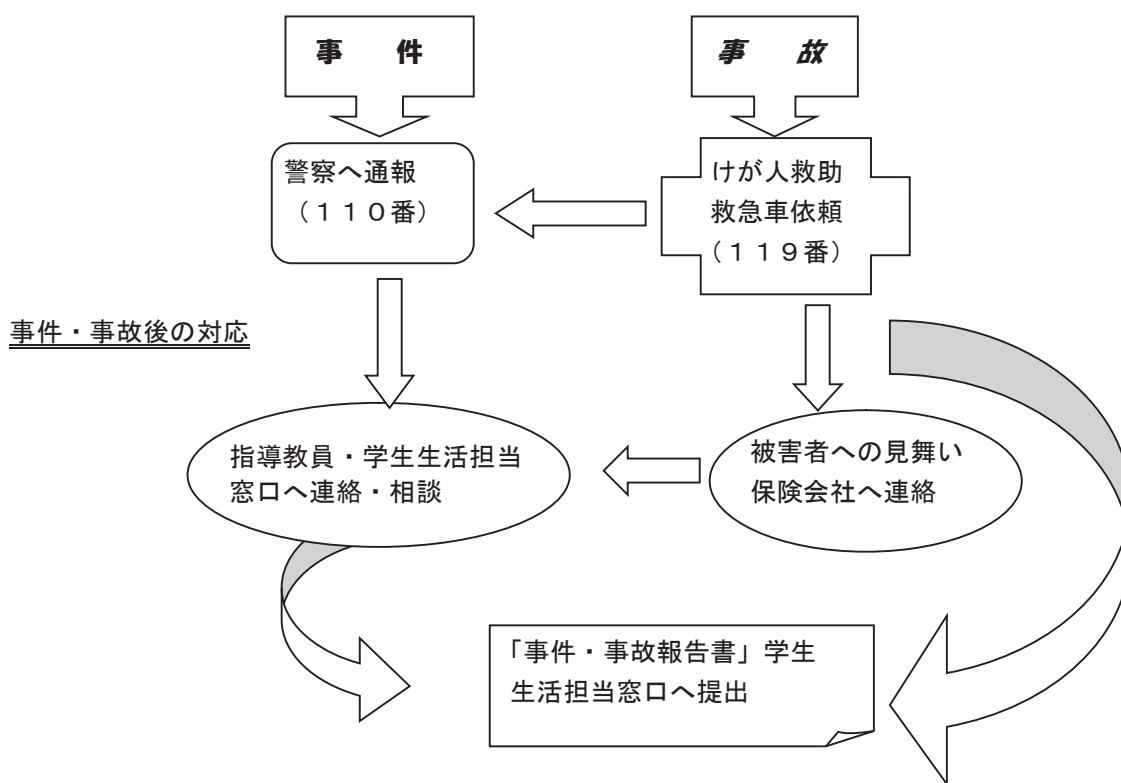 事　件
事　故
警察へ通報
（１１０番）
けが人救助
救急車依頼
（１１９番）
事件・事故後の対応
指導教員・学生生活担当
窓口へ連絡・相談
被害者への見舞い
保険会社へ連絡
「事件・事故報告書」学生
生活担当窓口へ提出